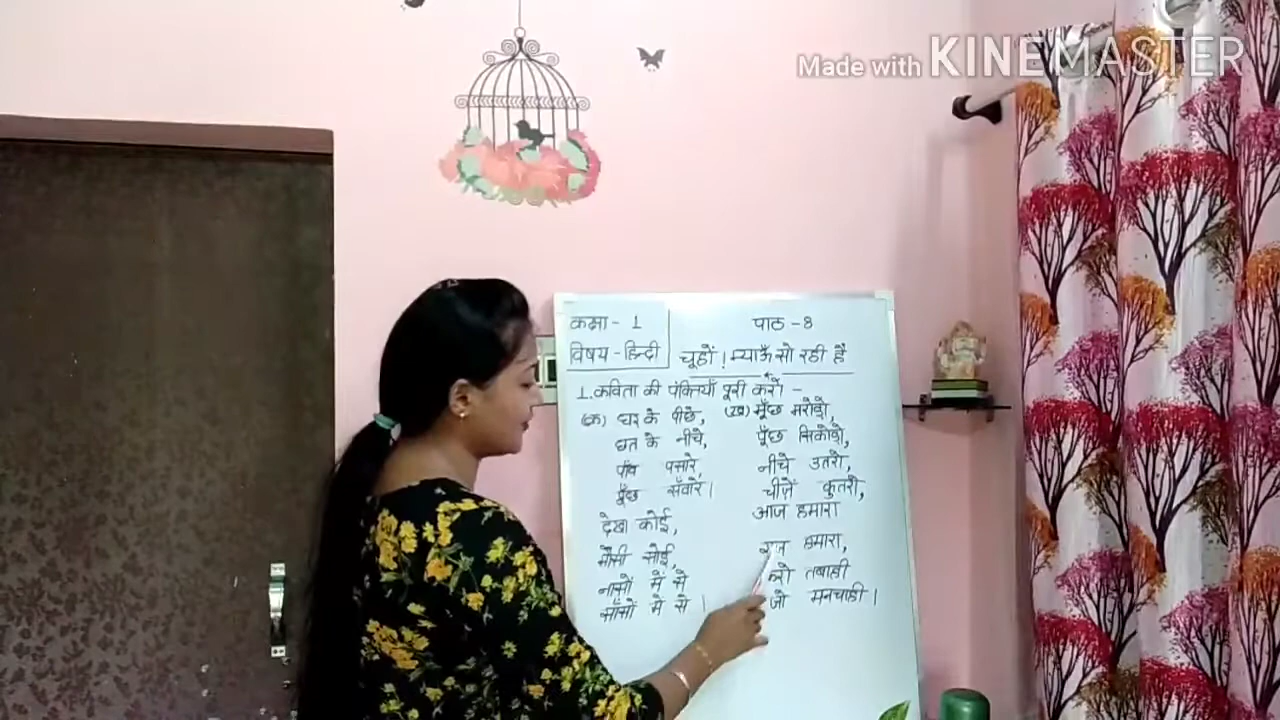 Made with KINEMASTER
कक्षा - 1
विषय - हिन्दी
पाठ - 8
चूहों ! म्याऊँ सो रही है
1. कविता की पंक्तियाँ पूरी करो -
(क) घर के पीछे,
छत के नीचे,
पाँव पसारे,
पूँछ सँवारे ।
देखो कोई,
मौसी सोई,
नासों में से
साँसों में से ।
(ख) मूँछ मरोड़ो,
पूँछ सिकोड़ो,
नीचे उतरो,
चीज़ें कुतरो,
आज हमारा
राज हमारा,
करो तबाही
जो मनचाही ।